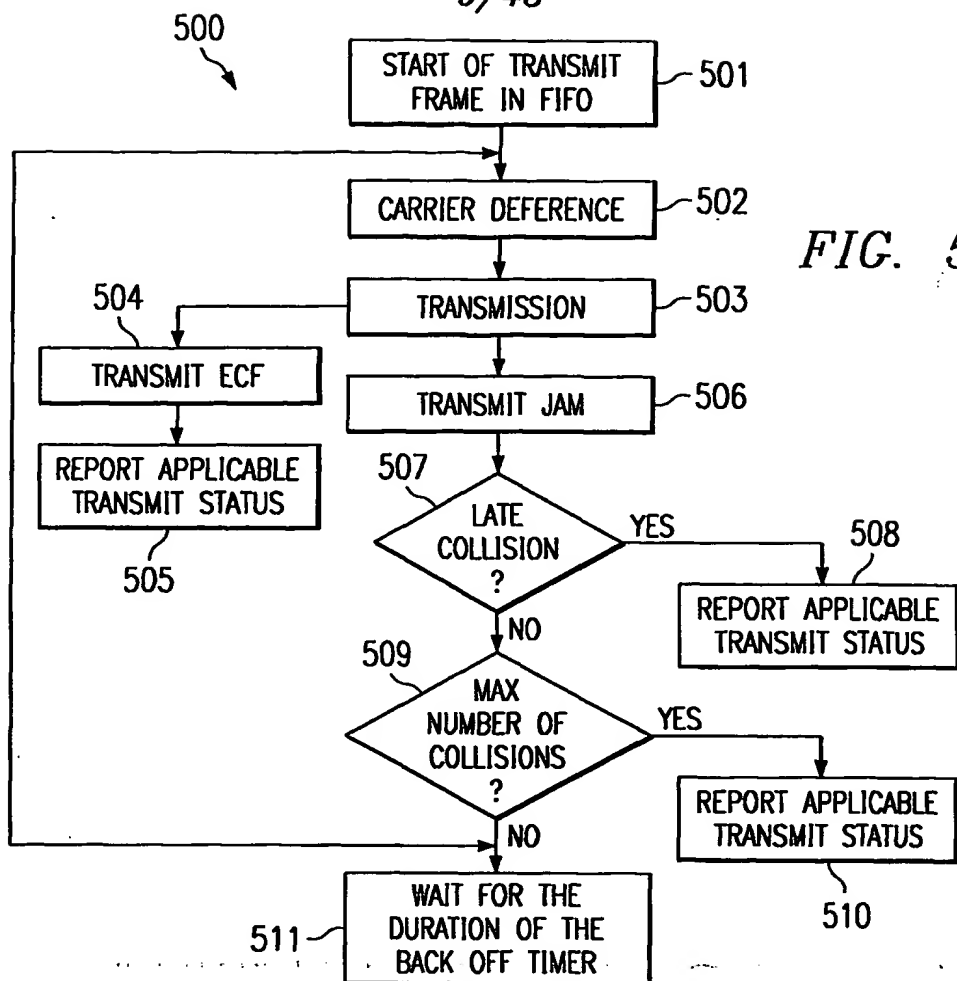 500
START OF TRANSMIT
FRAME IN FIFO
501
CARRIER DEFERENCE
502
FIG. 5
TRANSMISSION
503
504
TRANSMIT ECF
TRANSMIT JAM
506
REPORT APPLICABLE
TRANSMIT STATUS
505
507
LATE
COLLISION
?
YES
508
REPORT APPLICABLE
TRANSMIT STATUS
NO
509
MAX
NUMBER OF
COLLISIONS
?
YES
REPORT APPLICABLE
TRANSMIT STATUS
510
NO
WAIT FOR THE
DURATION OF THE
BACK OFF TIMER
511